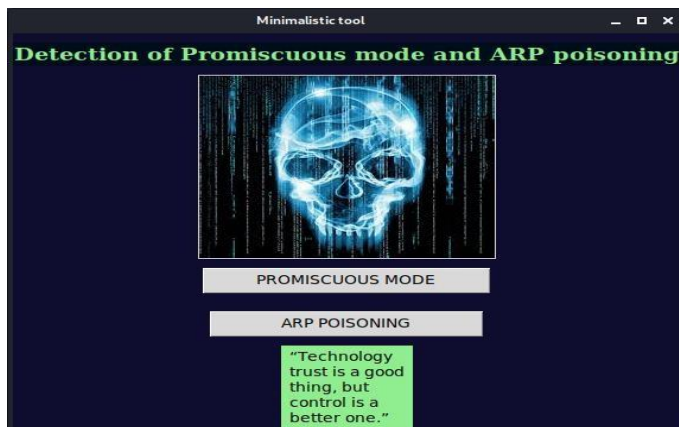 Minimalistic tool
Detection of Promiscuous mode and ARP poisoning
PROMISCUOUS MODE
ARP POISONING
“Technology
trust is a good
thing, but
control is a
better one.”